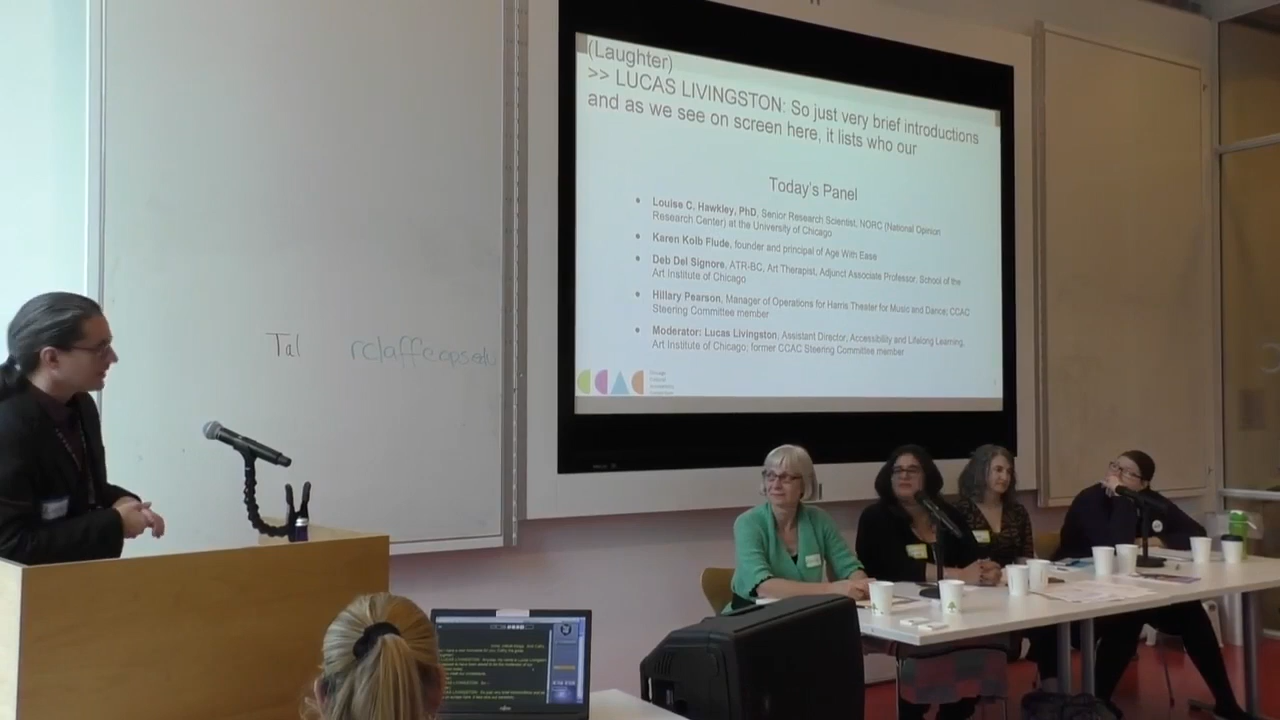 (Laughter)
>> LUCAS LIVINGSTON: So just very brief introductions
and as we see on screen here, it lists who our
Today's Panel
• Louise C. Hawkley, PhD, Senior Research Scientist, NORC (National Opinion
Research Center) at the University of Chicago
• Karen Kolb Flude, founder and principal of Age With Ease
• Deb Del Signore, ATR-BC, Art Therapist, Adjunct Associate Professor, School of the
Art Institute of Chicago
• Hillary Pearson, Manager of Operations for Harris Theater for Music and Dance; CCAC
Steering Committee member
• Moderator: Lucas Livingston, Assistant Director, Accessibility and Lifelong Learning,
Art Institute of Chicago; former CCAC Steering Committee member
CCAC
Chicago
Cultural
Accessibility
Consortium
Tal